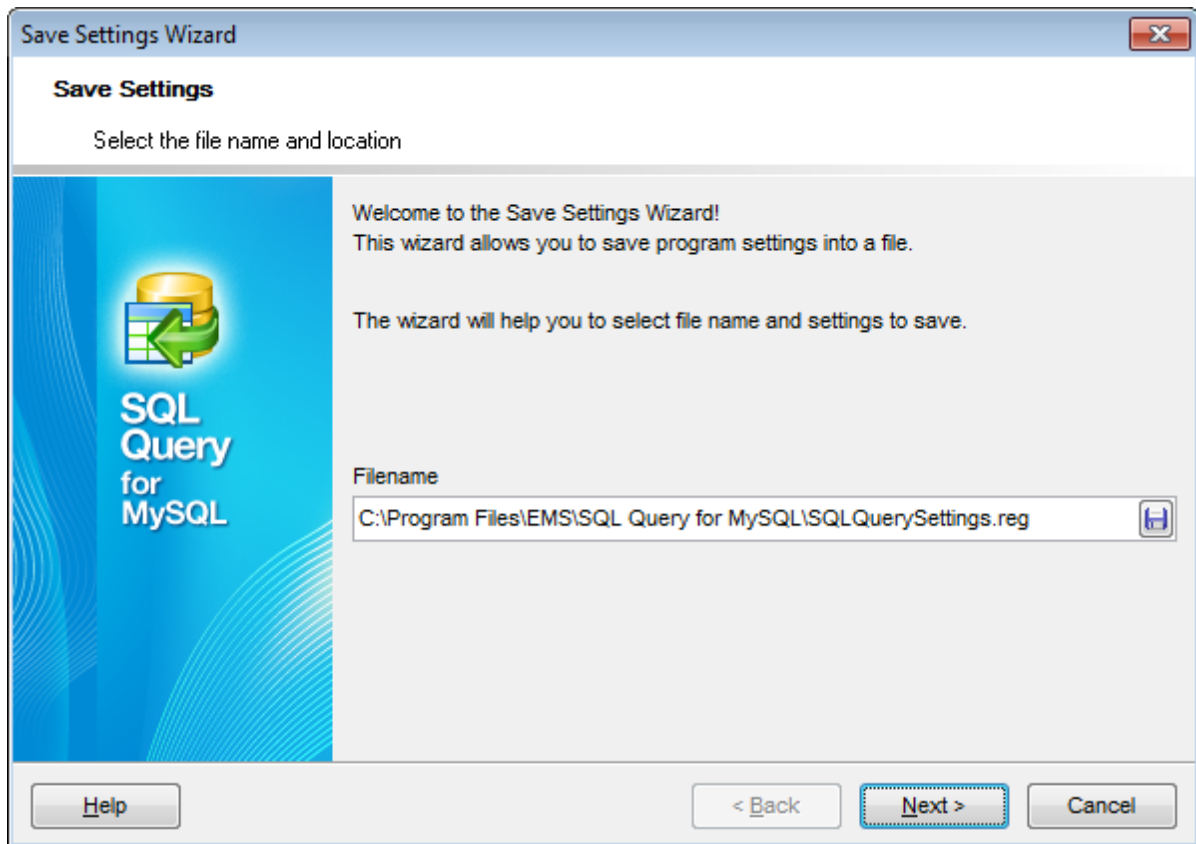 Save Settings Wizard
Save Settings
Select the file name and location
Welcome to the Save Settings Wizard!
This wizard allows you to save program settings into a file.
The wizard will help you to select file name and settings to save.
SQL
Query
for
MySQL
Filename
C:\Program Files\EMS\SQL Query for MySQL\SQLQuerySettings.reg
Help
< Back
Next >
Cancel